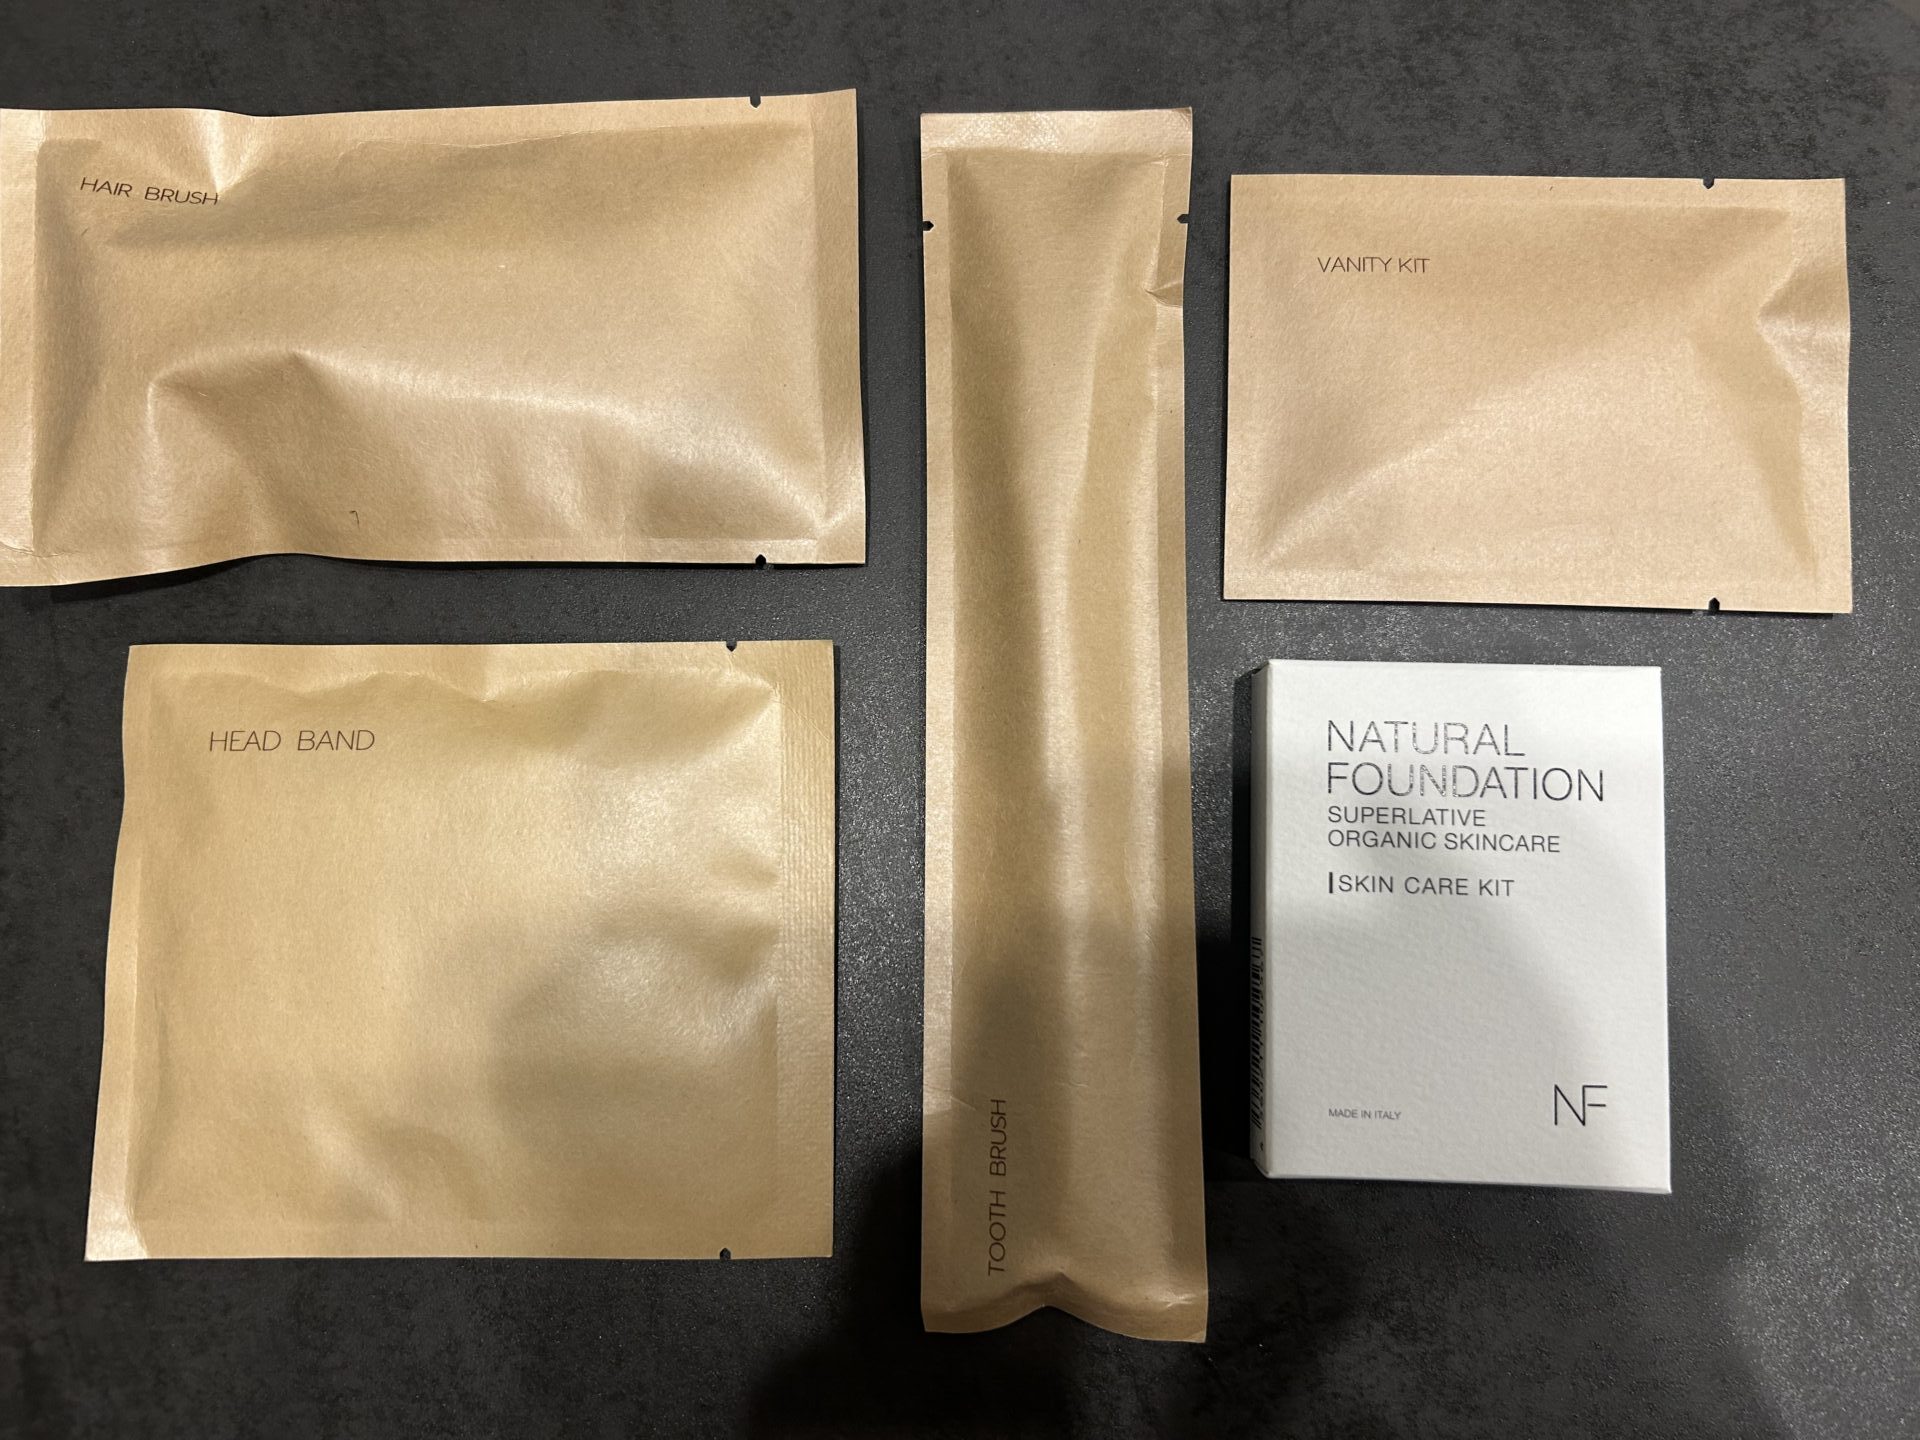 HAIR BRUSH
VANITY KIT
HEAD BAND
TOOTH BRUSH
NATURAL
FOUNDATION
SUPERLATIVE
ORGANIC SKINCARE
SKIN CARE KIT
MADE IN ITALY
NF